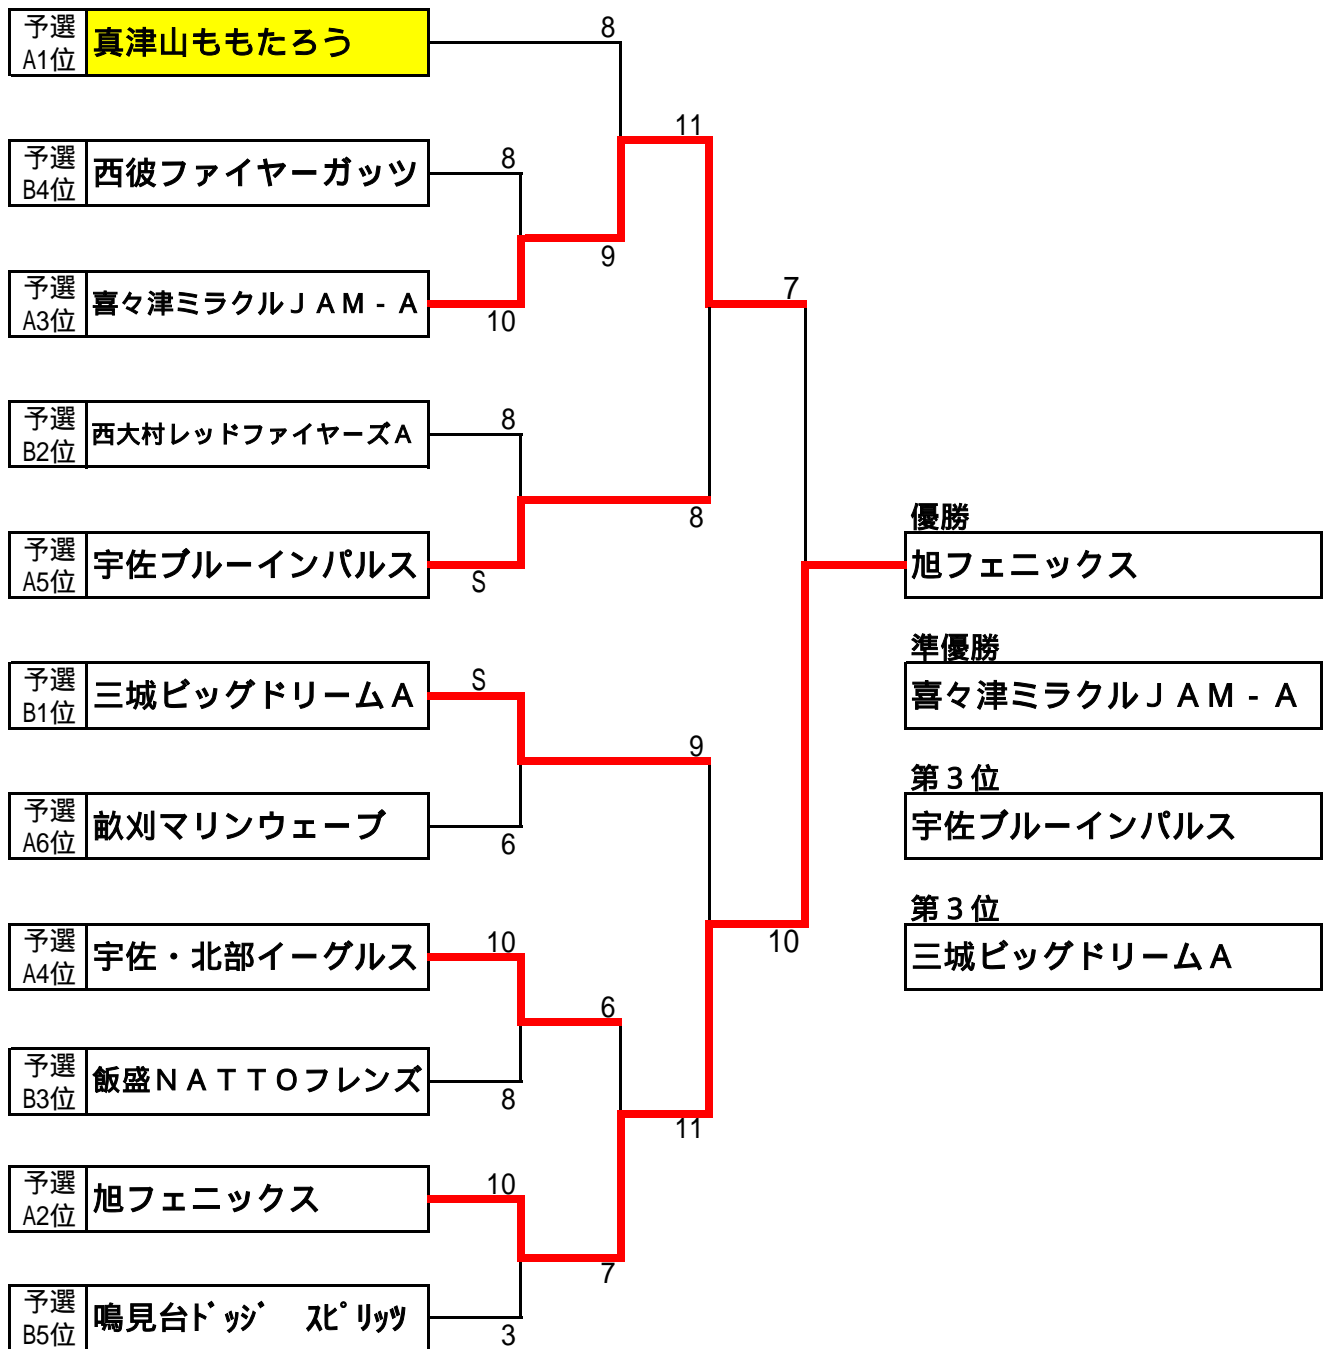 予選
A1位
真津山ももたろう
8
11
予選
B4位
西彼ファイヤーガッツ
8
9
予選
A3位
喜々津ミラクルＪＡＭ‐Ａ
10
7
予選
B2位
西大村レッドファイヤーズＡ
8
8
予選
A5位
宇佐ブルーインパルス
S
優勝
旭フェニックス
予選
B1位
三城ビッグドリームＡ
S
準優勝
喜々津ミラクルＪＡＭ‐Ａ
9
予選
A6位
畝刈マリンウェーブ
6
第３位
宇佐ブルーインパルス
予選
A4位
宇佐・北部イーグルス
10
10
第３位
三城ビッグドリームＡ
6
予選
B3位
飯盛ＮＡＴＴＯフレンズ
8
11
予選
A2位
旭フェニックス
10
7
予選
B5位
鳴見台ﾄﾞｯｼﾞ　ｽﾋﾟﾘｯﾂ
3